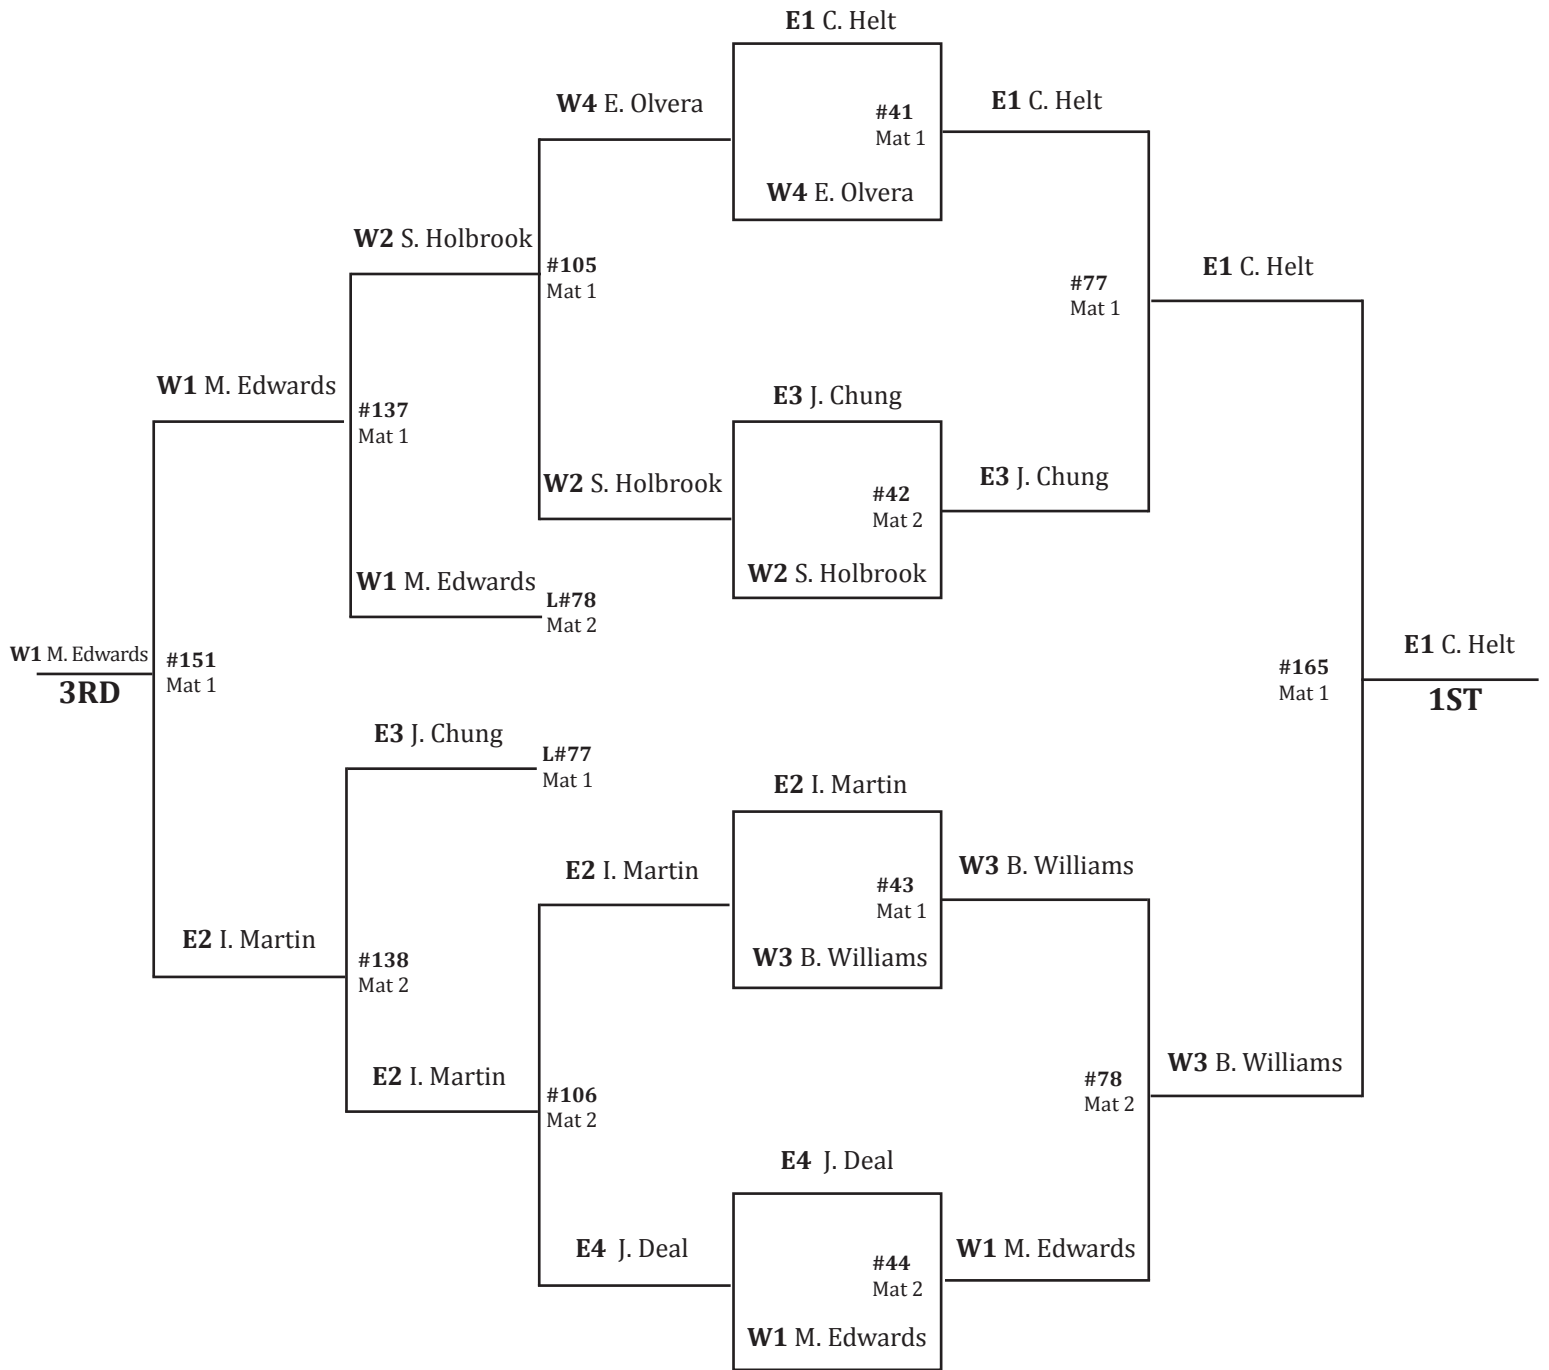 E1 C. Helt
W4 E. Olvera
#41
Mat 1
E1 C. Helt
W4 E. Olvera
W2 S. Holbrook
#105
Mat 1
#77
Mat 1
E1 C. Helt
W1 M. Edwards
#137
Mat 1
E3 J. Chung
W2 S. Holbrook
#42
Mat 2
E3 J. Chung
W1 M. Edwards
L#78
Mat 2
W2 S. Holbrook
W1 M. Edwards
3RD
#151
Mat 1
#165
Mat 1
E1 C. Helt
1ST
E3 J. Chung
L#77
Mat 1
E2 I. Martin
E2 I. Martin
#43
Mat 1
W3 B. Williams
E2 I. Martin
#138
Mat 2
W3 B. Williams
E2 I. Martin
#106
Mat 2
#78
Mat 2
W3 B. Williams
E4 J. Deal
E4 J. Deal
#44
Mat 2
W1 M. Edwards
W1 M. Edwards